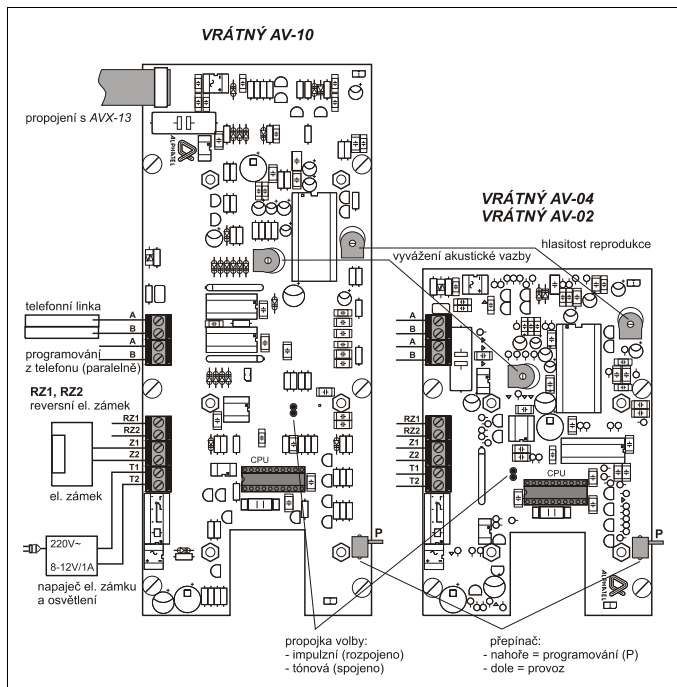 VRÁTNÝ AV-10
propojení s AVX-13
ALPHATEL
VRÁTNÝ AV-04
VRÁTNÝ AV-02
vyvážení akustické vazby
hlasitost reprodukce
telefonní linka
A
B
A
B
programování
z telefonu (paralelně)
RZ1, RZ2
reversní el. zámek
RZ1
RZ2
Z1
Z2
T1
T2
el. zámek
220V~
8-12V/1A
napaječ el. zámku
a osvětlení
CPU
P
A
B
A
B
RZ1
RZ2
Z1
Z2
T1
T2
CPU
P
ALPHATEL
propojka volby:
- impulzní (rozpojeno)
- tónová (spojeno)
přepínač:
- nahoře = programování (P)
- dole = provoz